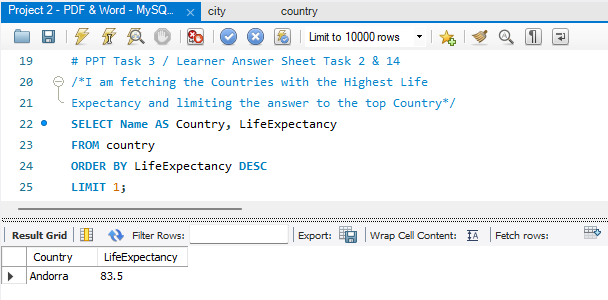 Project 2 - PDF & Word - MySQ... city country
Limit to 10000 rows
19 # PPT Task 3 / Learner Answer Sheet Task 2 & 14
20 /*I am fetching the Countries with the Highest Life
21 Expectancy and limiting the answer to the top Country*/
22 SELECT Name AS Country, LifeExpectancy
23 FROM country
24 ORDER BY LifeExpectancy DESC
25 LIMIT 1;
Result Grid Filter Rows: Export: Wrap Cell Content: Fetch rows:
Country LifeExpectancy
Andorra 83.5